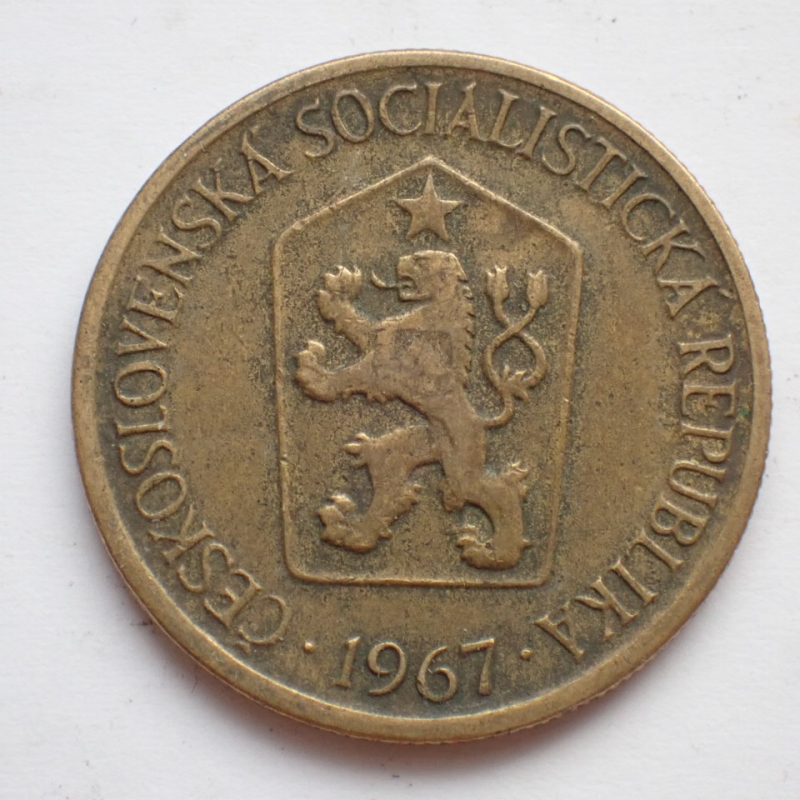 ČESKOSLOVENSKÁ SOCIALISTICKÁ REPUBLIKA
· 1967 ·